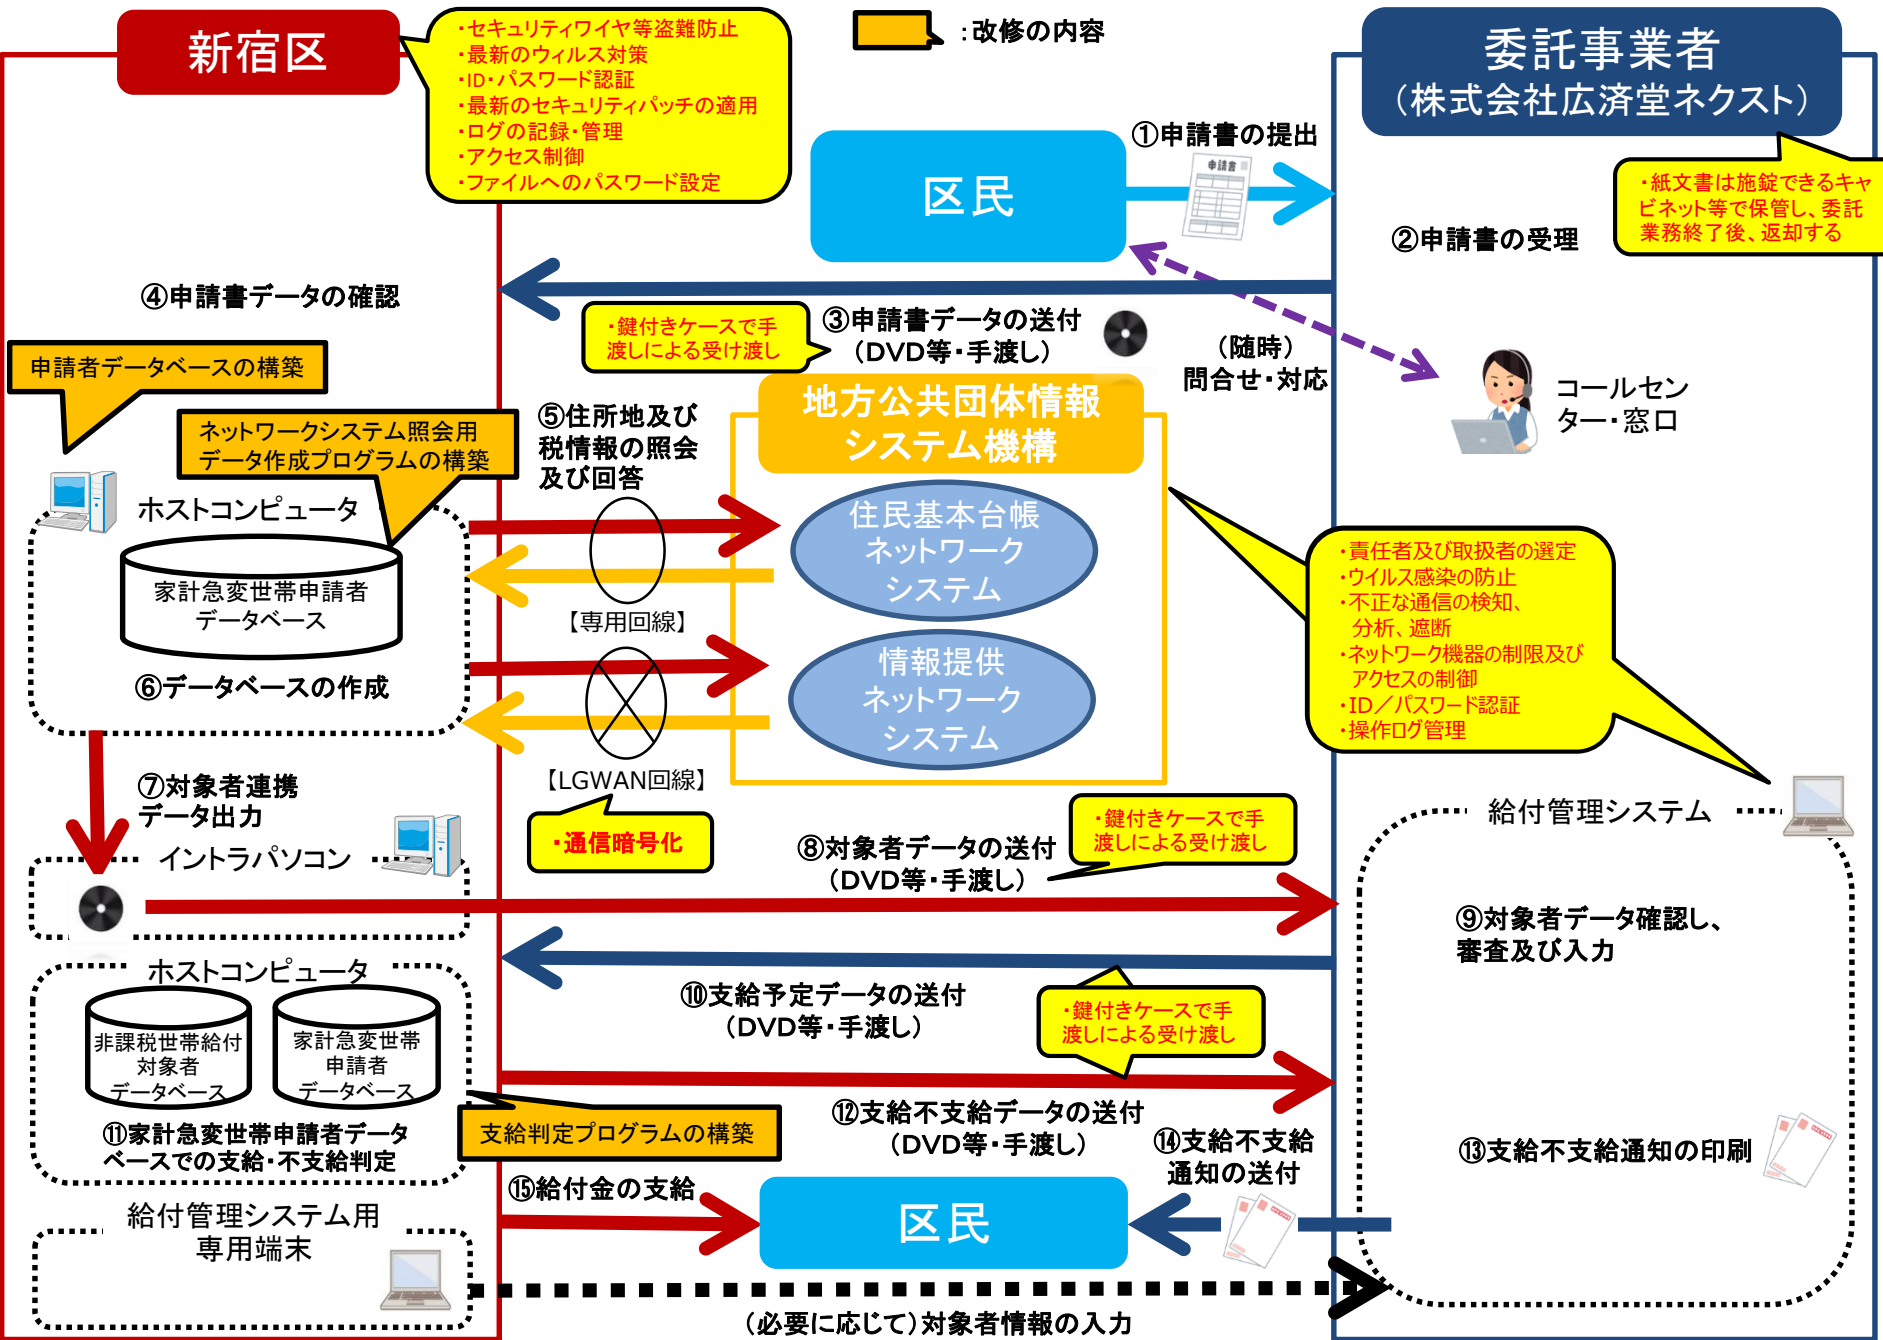 新宿区
・セキュリティワイヤ等盗難防止
・最新のウィルス対策
・ID・パスワード認証
・最新のセキュリティパッチの適用
・ログの記録・管理
・アクセス制御
・ファイルへのパスワード設定
：改修の内容
委託事業者
（株式会社広済堂ネクスト）
・紙文書は施錠できるキャ
ビネット等で保管し、委託
業務終了後、返却する
区民
①申請書の提出
申請書
②申請書の受理
④申請書データの確認
・鍵付きケースで手
渡しによる受け渡し
③申請書データの送付
（DVD等・手渡し）
（随時）
問合せ・対応
コールセン
ター・窓口
申請者データベースの構築
ネットワークシステム照会用
データ作成プログラムの構築
⑤住所地及び
税情報の照会
及び回答
地方公共団体情報
システム機構
ホストコンピュータ
家計急変世帯申請者
データベース
⑥データベースの作成
住民基本台帳
ネットワーク
システム
【専用回線】
情報提供
ネットワーク
システム
【LGWAN回線】
・通信暗号化
・責任者及び取扱者の選定
・ウイルス感染の防止
・不正な通信の検知、
分析、遮断
・ネットワーク機器の制限及び
アクセスの制御
・ID／パスワード認証
・操作ログ管理
⑦対象者連携
データ出力
イントラパソコン
⑧対象者データの送付
（DVD等・手渡し）
・鍵付きケースで手
渡しによる受け渡し
給付管理システム
⑨対象者データ確認し、
審査及び入力
⑩支給予定データの送付
（DVD等・手渡し）
・鍵付きケースで手
渡しによる受け渡し
ホストコンピュータ
非課税世帯給付
対象者
データベース
家計急変世帯
申請者
データベース
⑪家計急変世帯申請者データ
ベースでの支給・不支給判定
支給判定プログラムの構築
⑫支給不支給データの送付
（DVD等・手渡し）
⑬支給不支給通知の印刷
⑭支給不支給
通知の送付
⑮給付金の支給
区民
給付管理システム用
専用端末
（必要に応じて）対象者情報の入力